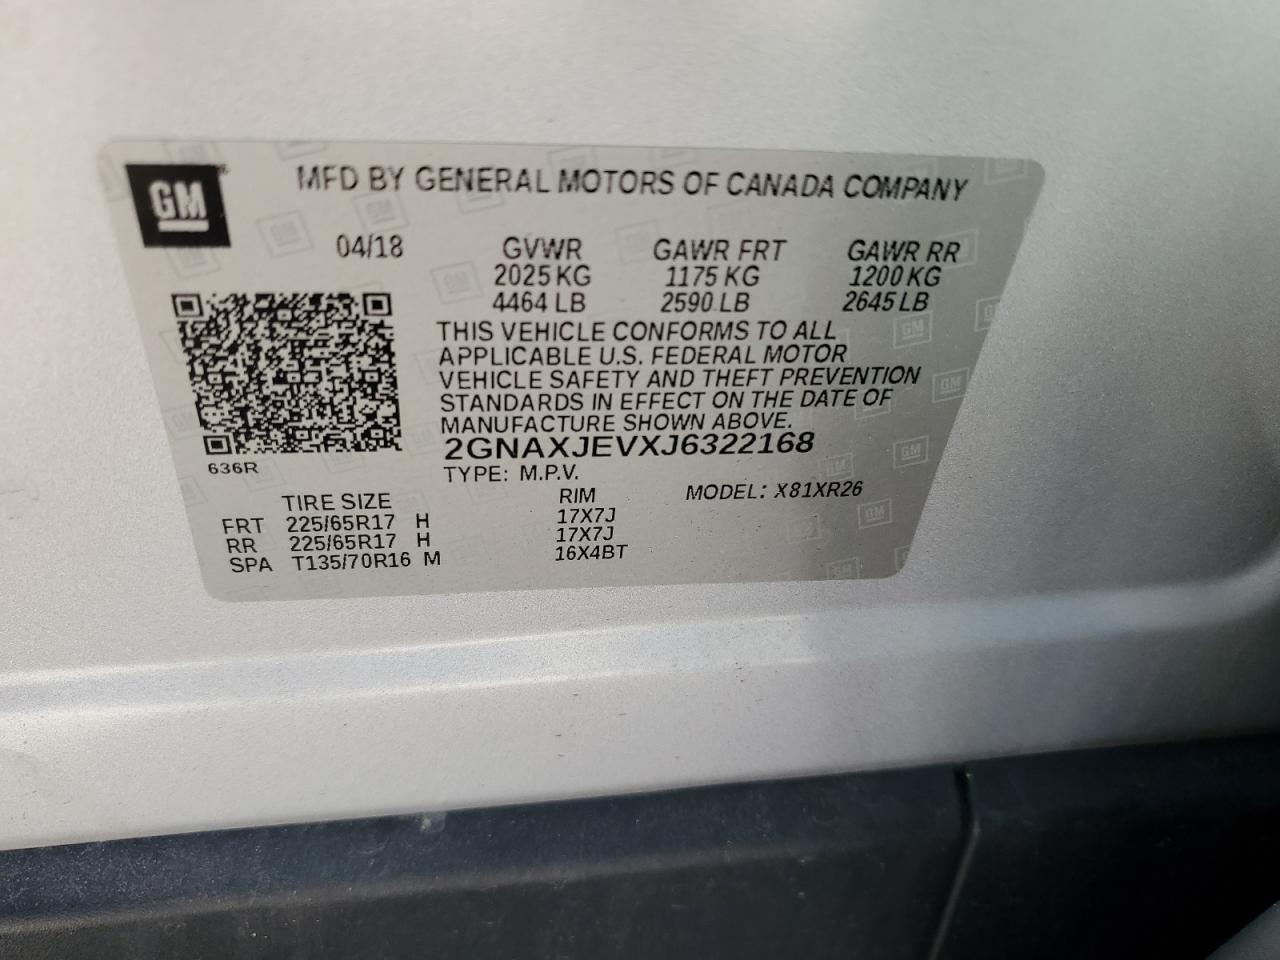 GM
MFD BY GENERAL MOTORS OF CANADA COMPANY
04/18 GVWR GAWR FRT GAWR RR
2025 KG 1175 KG 1200 KG
4464 LB 2590 LB 2645 LB
THIS VEHICLE CONFORMS TO ALL
APPLICABLE U.S. FEDERAL MOTOR
VEHICLE SAFETY AND THEFT PREVENTION
STANDARDS IN EFFECT ON THE DATE OF
MANUFACTURE SHOWN ABOVE.
2GNAXJEVXJ6322168
636R
TYPE: M.P.V.
MODEL: X81XR26
TIRE SIZE RIM
FRT 225/65R17 H 17X7J
RR 225/65R17 H 17X7J
SPA T135/70R16 M 16X4BT